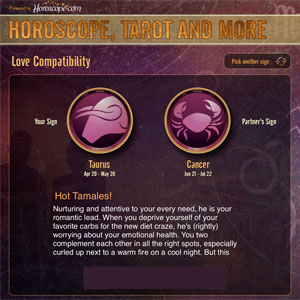 Powered by Horoscope.com
HOROSCOPE, TAROT AND MORE
Love Compatibility
Pick another sign
Your Sign
Partner's Sign
Taurus
Cancer
Apr 20 - May 20
Jun 21 - Jul 22
Hot Tamales!
Nurturing and attentive to your every need, he is your
romantic lead. When you deprive yourself of your
favorite carbs for the new diet craze, he's (rightly)
worrying about your emotional health. You two
complement each other in all the right spots, especially
curled up next to a warm fire on a cool night. But this